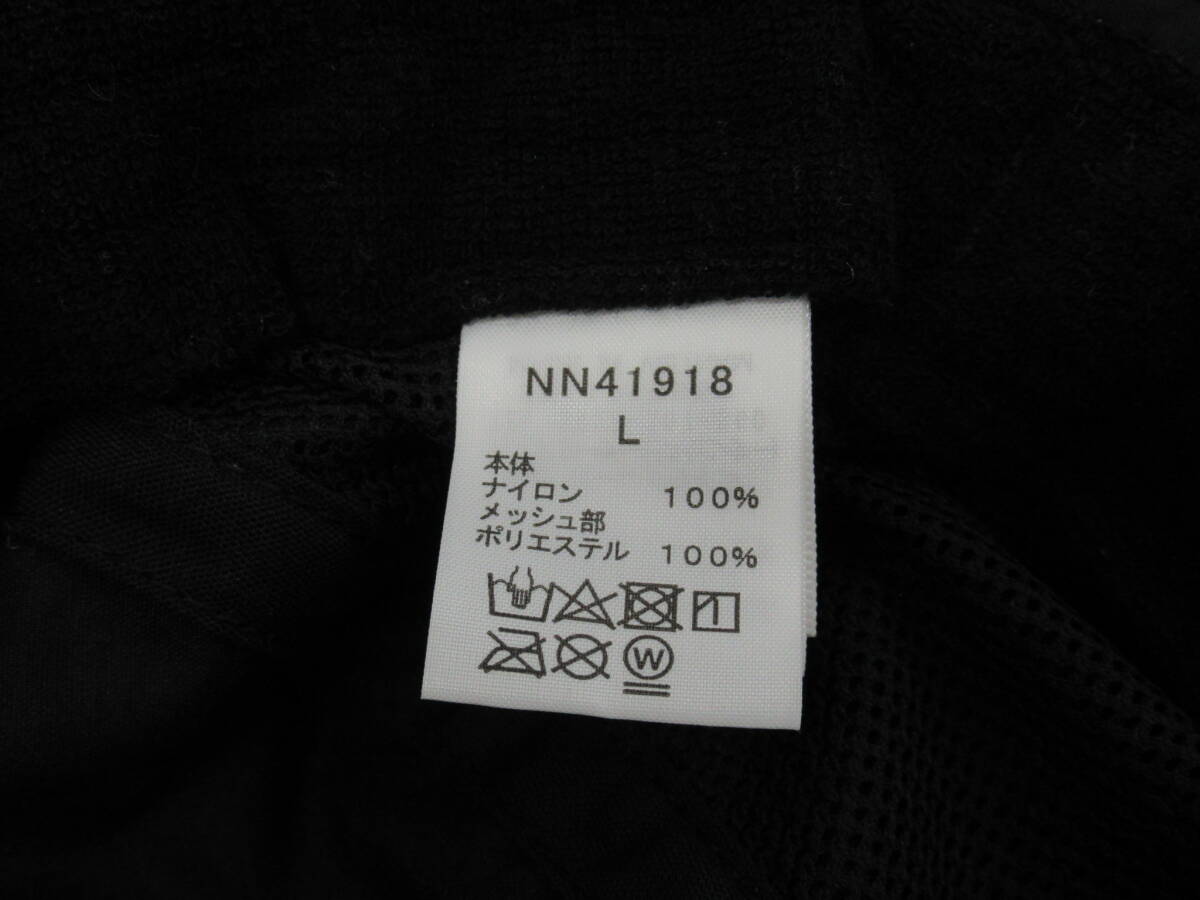 NN41918
L
本体
ナイロン 100%
メッシュ部
ポリエステル 100%
W